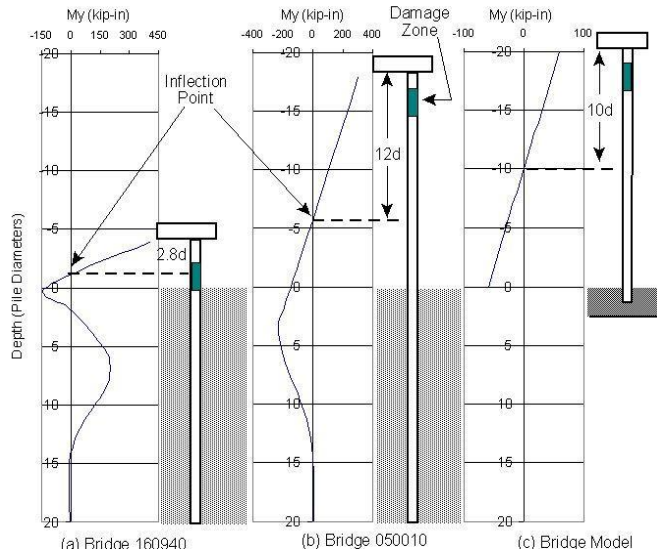 My (kip-in)
-150 0 150 450
My (kip-in)
-400 -200 0 200 400
Damage
Zone
My (kip-in)
-100 0 100
Inflection
Point
Depth (Pile Diameters)
-20
-15
-10
-5
0
5
10
15
20
2.8d
-20
-15
-10
-5
0
-5
10
15
20
12d
-20
-15
-10
-5
0
-5
10
15
20
10d
(a) Bridge 160940
(b) Bridge 050010
(c) Bridge Model